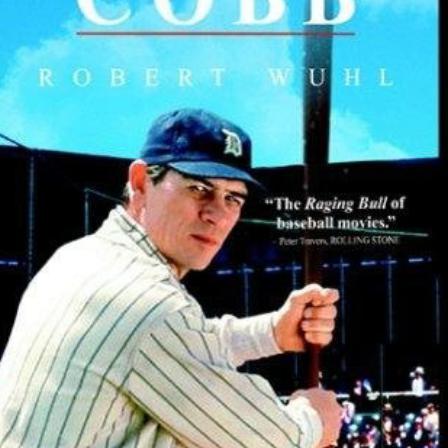 COBB
ROBERT WUHL
"The Raging Bull of
baseball movies."
- Peter Travers, ROLLING STONE